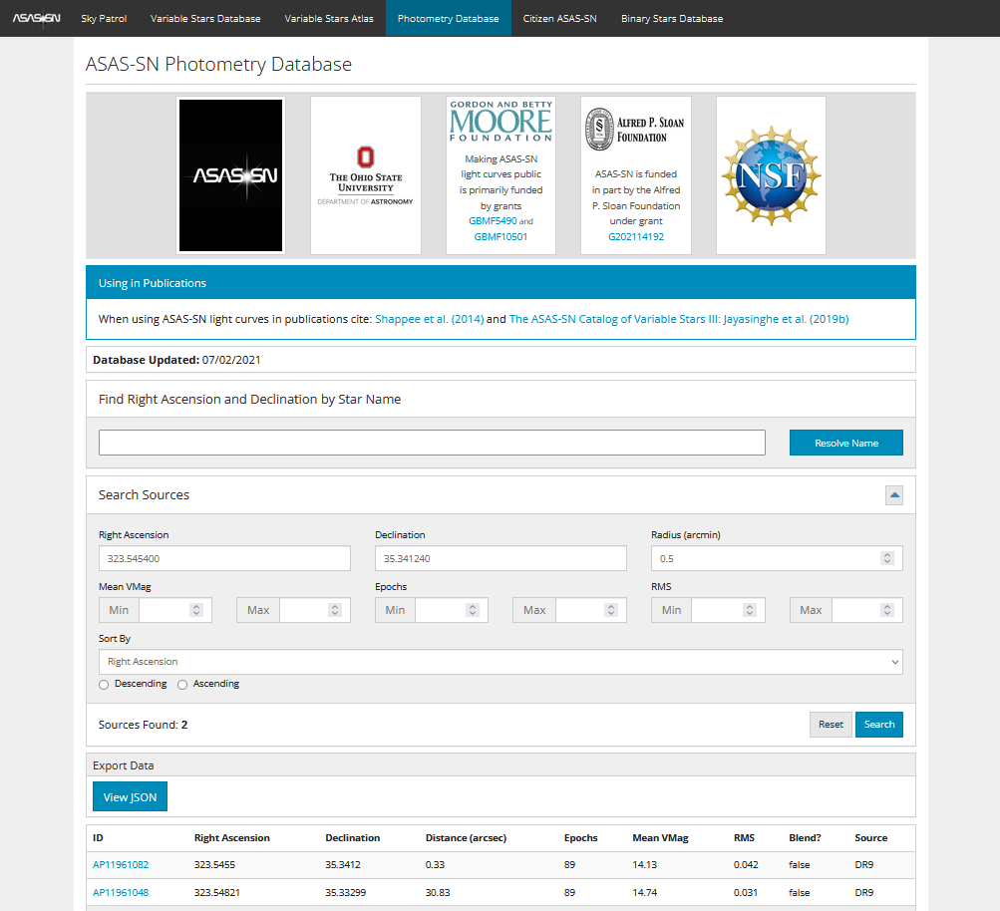 ASAS-SN Sky Patrol Variable Stars Database Variable Stars Atlas Photometry Database Citizen ASAS-SN Binary Stars Database
ASAS-SN Photometry Database
ASAS-SN
THE OHIO STATE
UNIVERSITY
DEPARTMENT OF ASTRONOMY
GORDON AND BETTY
MOORE
FOUNDATION
Making ASAS-SN
light curves public
is primarily funded
by grants
GBMF5490 and
GBMF10501
ALFRED P. SLOAN
FOUNDATION
ASAS-SN is funded
in part by the Alfred
P. Sloan Foundation
under grant
G202114192
NSF
Using in Publications
When using ASAS-SN light curves in publications cite: Shappee et al. (2014) and The ASAS-SN Catalog of Variable Stars III: Jayasinghe et al. (2019b)
Database Updated: 07/02/2021
Find Right Ascension and Declination by Star Name
Resolve Name
Search Sources
Right Ascension Declination Radius (arcmin)
323.545400 35.341240 0.5
Mean VMag Epochs RMS
Min Max Min Max Min Max
Sort By
Right Ascension
Descending Ascending
Sources Found: 2 Reset Search
Export Data
View JSON
ID Right Ascension Declination Distance (arcsec) Epochs Mean VMag RMS Blend? Source
AP11961082 323.5455 35.3412 0.33 89 14.13 0.042 false DR9
AP11961048 323.54821 35.33299 30.83 89 14.74 0.031 false DR9